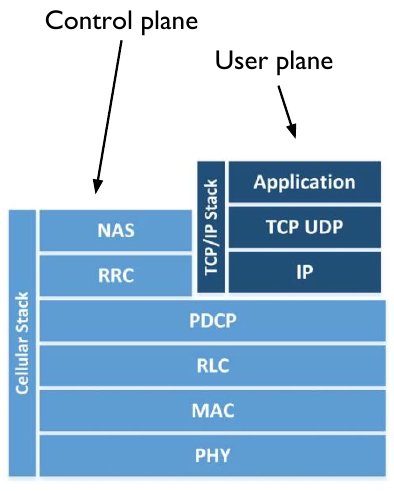 Control plane
User plane
Cellular Stack
NAS
RRC
TCP/IP Stack
Application
TCP UDP
IP
PDCP
RLC
MAC
PHY